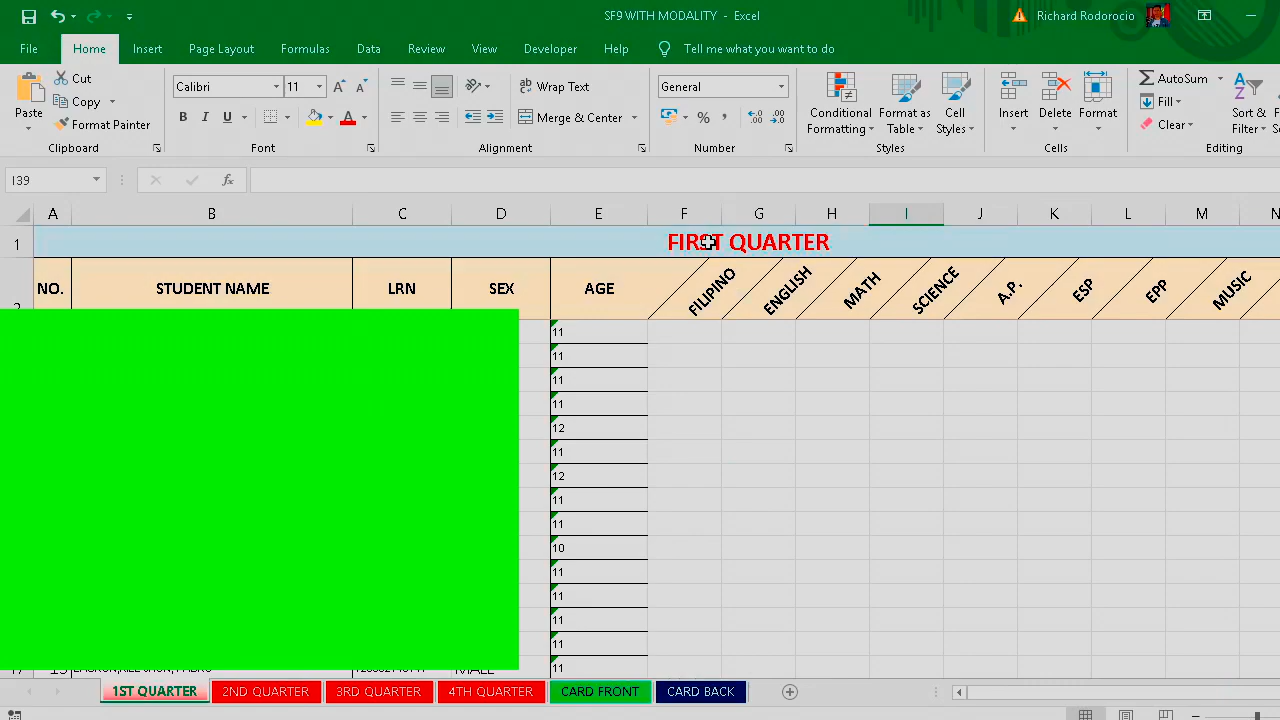 SF9 WITH MODALITY - Excel
Richard Rodorocio
File Home Insert Page Layout Formulas Data Review View Developer Help Tell me what you want to do
Cut
Copy
Format Painter
Paste
Clipboard
Calibri 11
B I U
Font
Wrap Text
Merge & Center
Alignment
General
Number
Conditional Formatting
Format as Table
Cell Styles
Styles
Insert Delete Format
Cells
AutoSum
Fill
Clear
Sort & Filter
Editing
I39
fx
A B C D E F G H I J K L M N
1 FIRST QUARTER
2 NO. STUDENT NAME LRN SEX AGE FILIPINO ENGLISH MATH SCIENCE A.P. ESP EPP MUSIC
11
11
11
11
12
11
12
11
11
10
11
11
11
11
11
1ST QUARTER 2ND QUARTER 3RD QUARTER 4TH QUARTER CARD FRONT CARD BACK